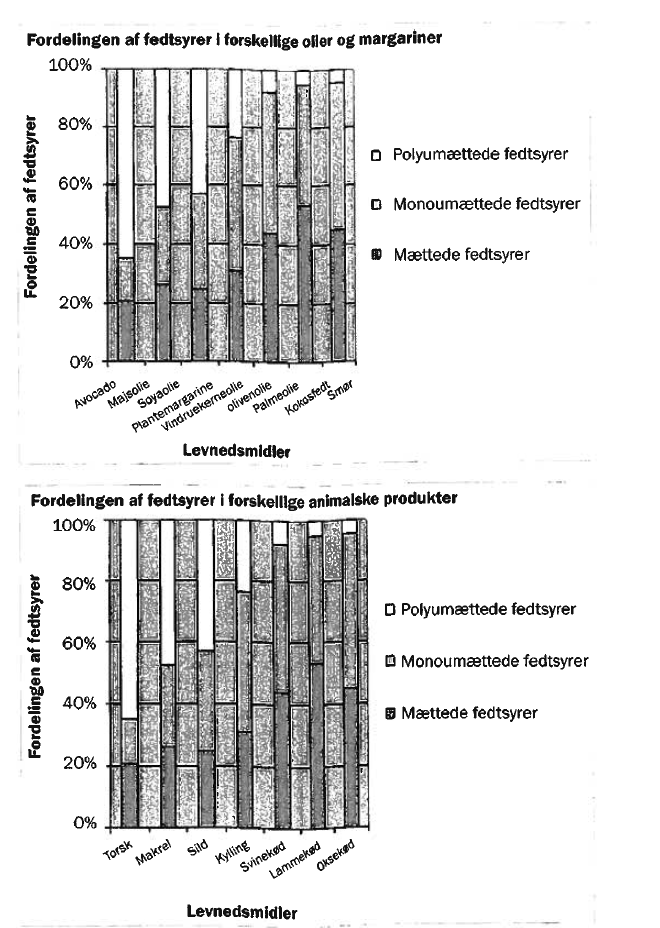 Fordelingen af fedtsyrer i forskellige olier og margariner
Fordelingen af fedtsyrer
100%
80%
60%
40%
20%
0%
Avocado
Majsolie
Soyaolie
Plantemargarine
Vindruekerneolie
olivenolie
Palmeolie
Kokosfedt
Smør
Levnedsmidler
Polyumættede fedtsyrer
Monoumættede fedtsyrer
Mættede fedtsyrer
Fordelingen af fedtsyrer i forskellige animalske produkter
Fordelingen af fedtsyrer
100%
80%
60%
40%
20%
0%
Torsk
Makrel
Sild
Kylling
Svinekød
Lammekød
Oksekød
Levnedsmidler
Polyumættede fedtsyrer
Monoumættede fedtsyrer
Mættede fedtsyrer